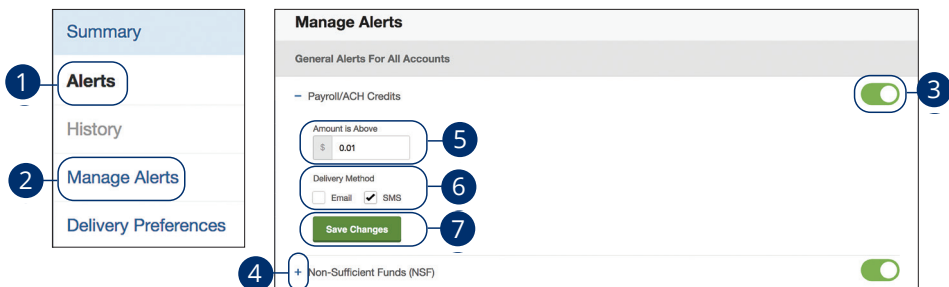 Summary
1 Alerts
History
2 Manage Alerts
Delivery Preferences
Manage Alerts
General Alerts For All Accounts
− Payroll/ACH Credits 3
Amount is Above
$ 0.01 5
Delivery Method
Email SMS 6
Save Changes 7
4 + Non-Sufficient Funds (NSF)